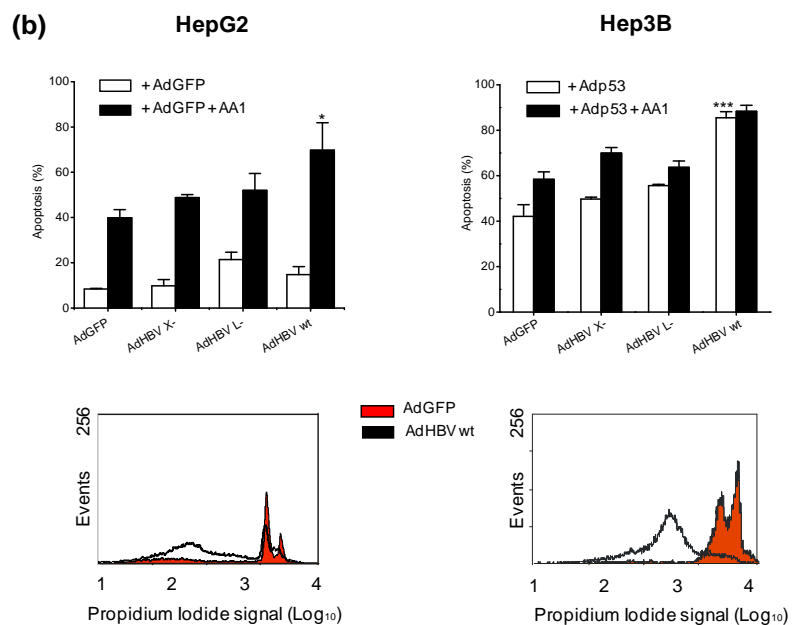 (b)
HepG2
Hep3B
+ AdGFP
+ AdGFP + AA1
Apoptosis (%)
100
80
60
40
20
0
*
AdGFP
AdHBV X-
AdHBV L-
AdHBV wt
+ Adp53
+ Adp53 + AA1
Apoptosis (%)
100
80
60
40
20
0
***
AdGFP
AdHBV X-
AdHBV L-
AdHBV wt
AdGFP
AdHBV wt
256
Events
1 2 3 4
Propidium Iodide signal (Log10)
256
Events
1 2 3 4
Propidium Iodide signal (Log10)